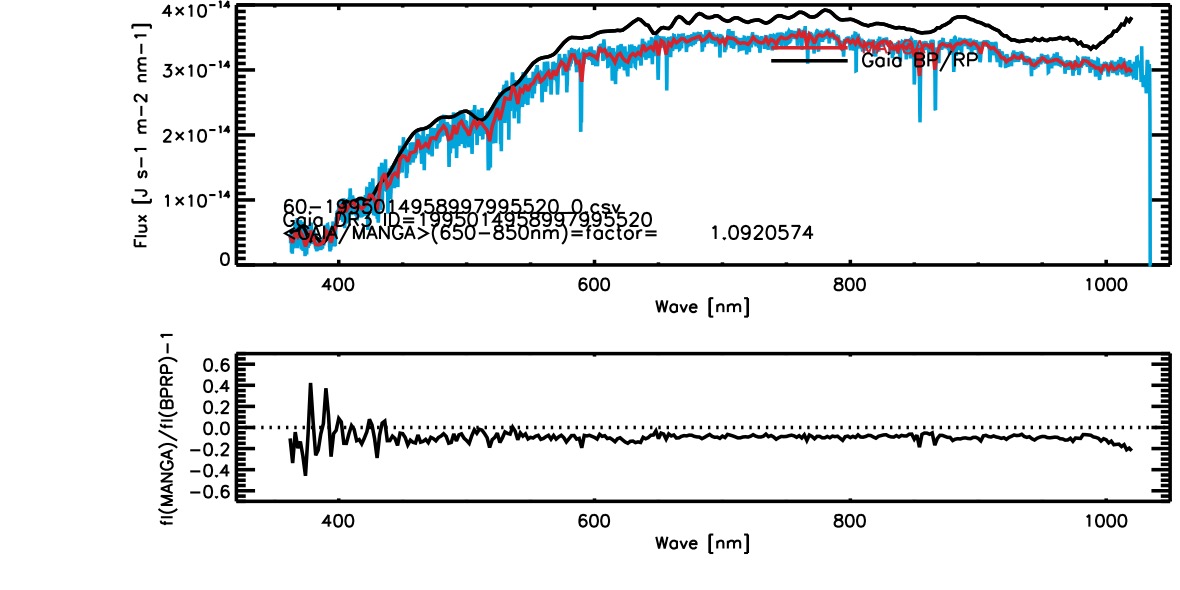 4×10−14
3×10−14
2×10−14
1×10−14
0
Flux [J s−1 m−2 nm−1]
Gaia BP/RP
60−1995014958997995520_0.csv
Gaia DR3 ID=1995014958997995520
<GAIA/MANGA>(650−850nm)=factor= 1.0920574
400 600 800 1000
Wave [nm]
0.6
0.4
0.2
0.0
−0.2
−0.4
−0.6
fl(MANGA)/fl(BPRP)−1
400 600 800 1000
Wave [nm]